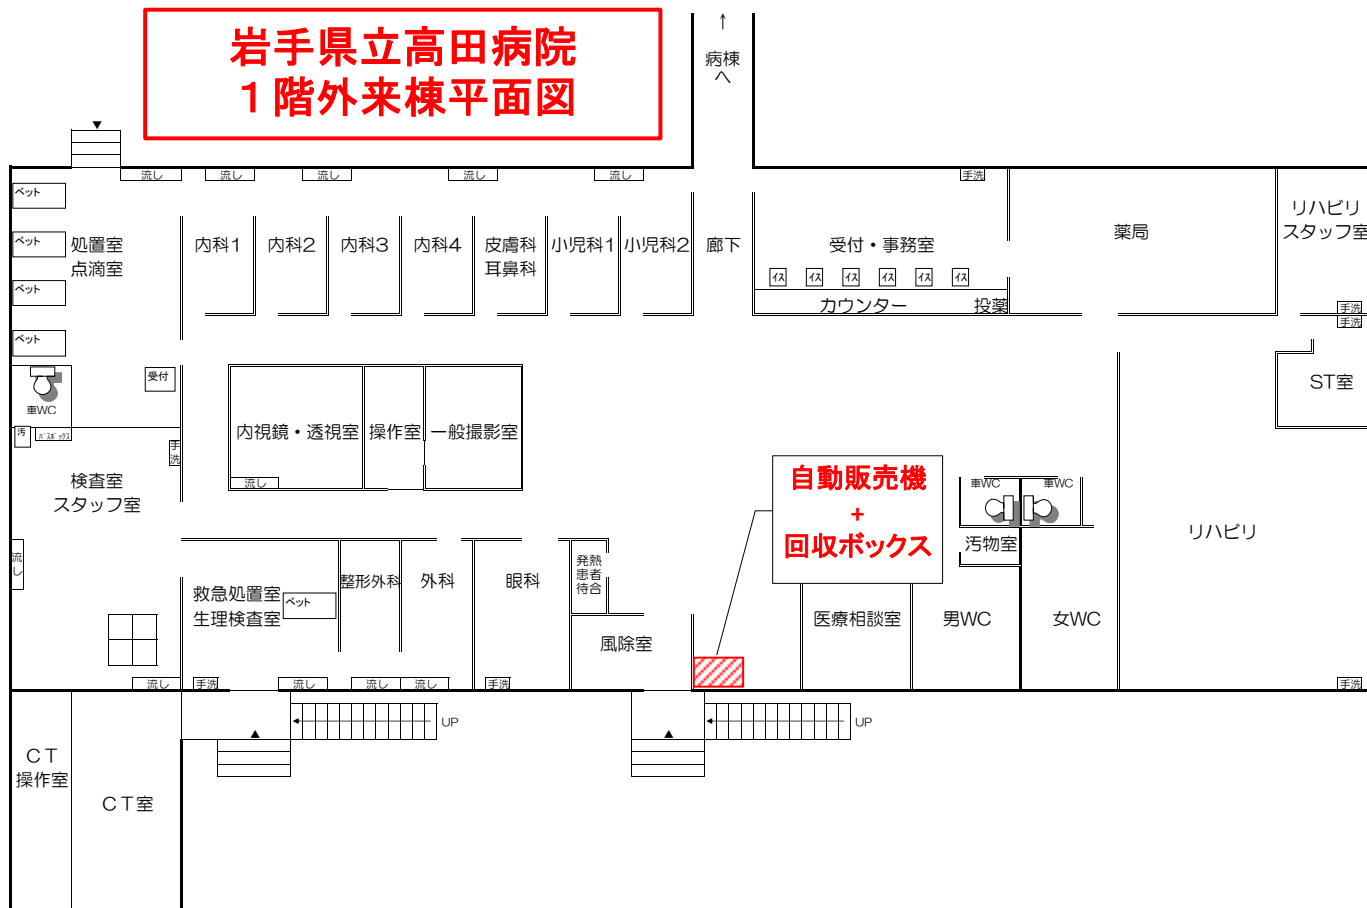 岩手県立高田病院
１階外来棟平面図
↑
病棟
へ
流し
流し
流し
流し
流し
手洗
ベット
ベット
ベット
ベット
処置室
点滴室
内科1
内科2
内科3
内科4
皮膚科
耳鼻科
小児科1
小児科2
廊下
受付・事務室
薬局
リハビリ
スタッフ室
イス
イス
イス
イス
イス
イス
カウンター
投薬
手洗
手洗
受付
車WC
汚
パスボックス
手洗
内視鏡・透視室
操作室
一般撮影室
流し
ST室
検査室
スタッフ室
流し
自動販売機
+
回収ボックス
車WC
車WC
汚物室
リハビリ
救急処置室
生理検査室
ベット
整形外科
外科
眼科
発熱
患者
待合
風除室
医療相談室
男WC
女WC
流し
手洗
流し
流し
流し
手洗
手洗
UP
UP
ＣＴ
操作室
ＣＴ室